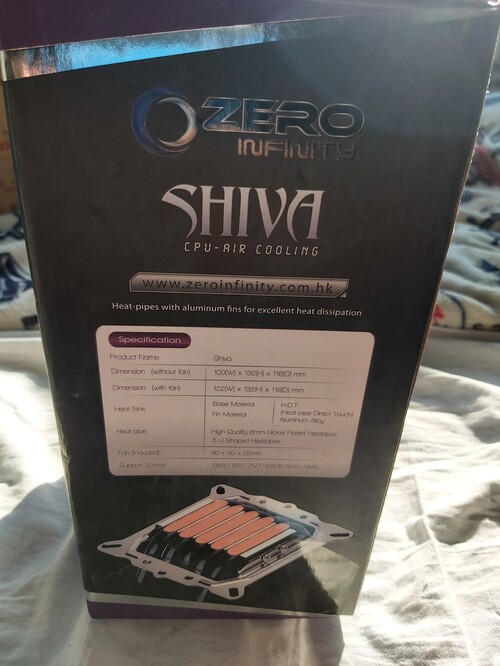 ZERO
INFINITY
SHIVA
CPU-AIR COOLING
www.zeroinfinity.com.hk
Heat-pipes with aluminum fins for excellent heat dissipation
Specification
Product Name Shiva
Dimension (without fan) 100(W) x 132(H) x 116(D) mm
Dimension (with fan) 122(W) x 132(H) x 116(D) mm
Heat Sink Base Material H.D.T. (Heat-pipe Direct Touch)
Fin Material Aluminum Alloy
Heat-pipe High Quality 6mm Nickel Plated Heatpipes
5 U Shaped Heatpipes
Fan (included) x 25mm
Support Socket